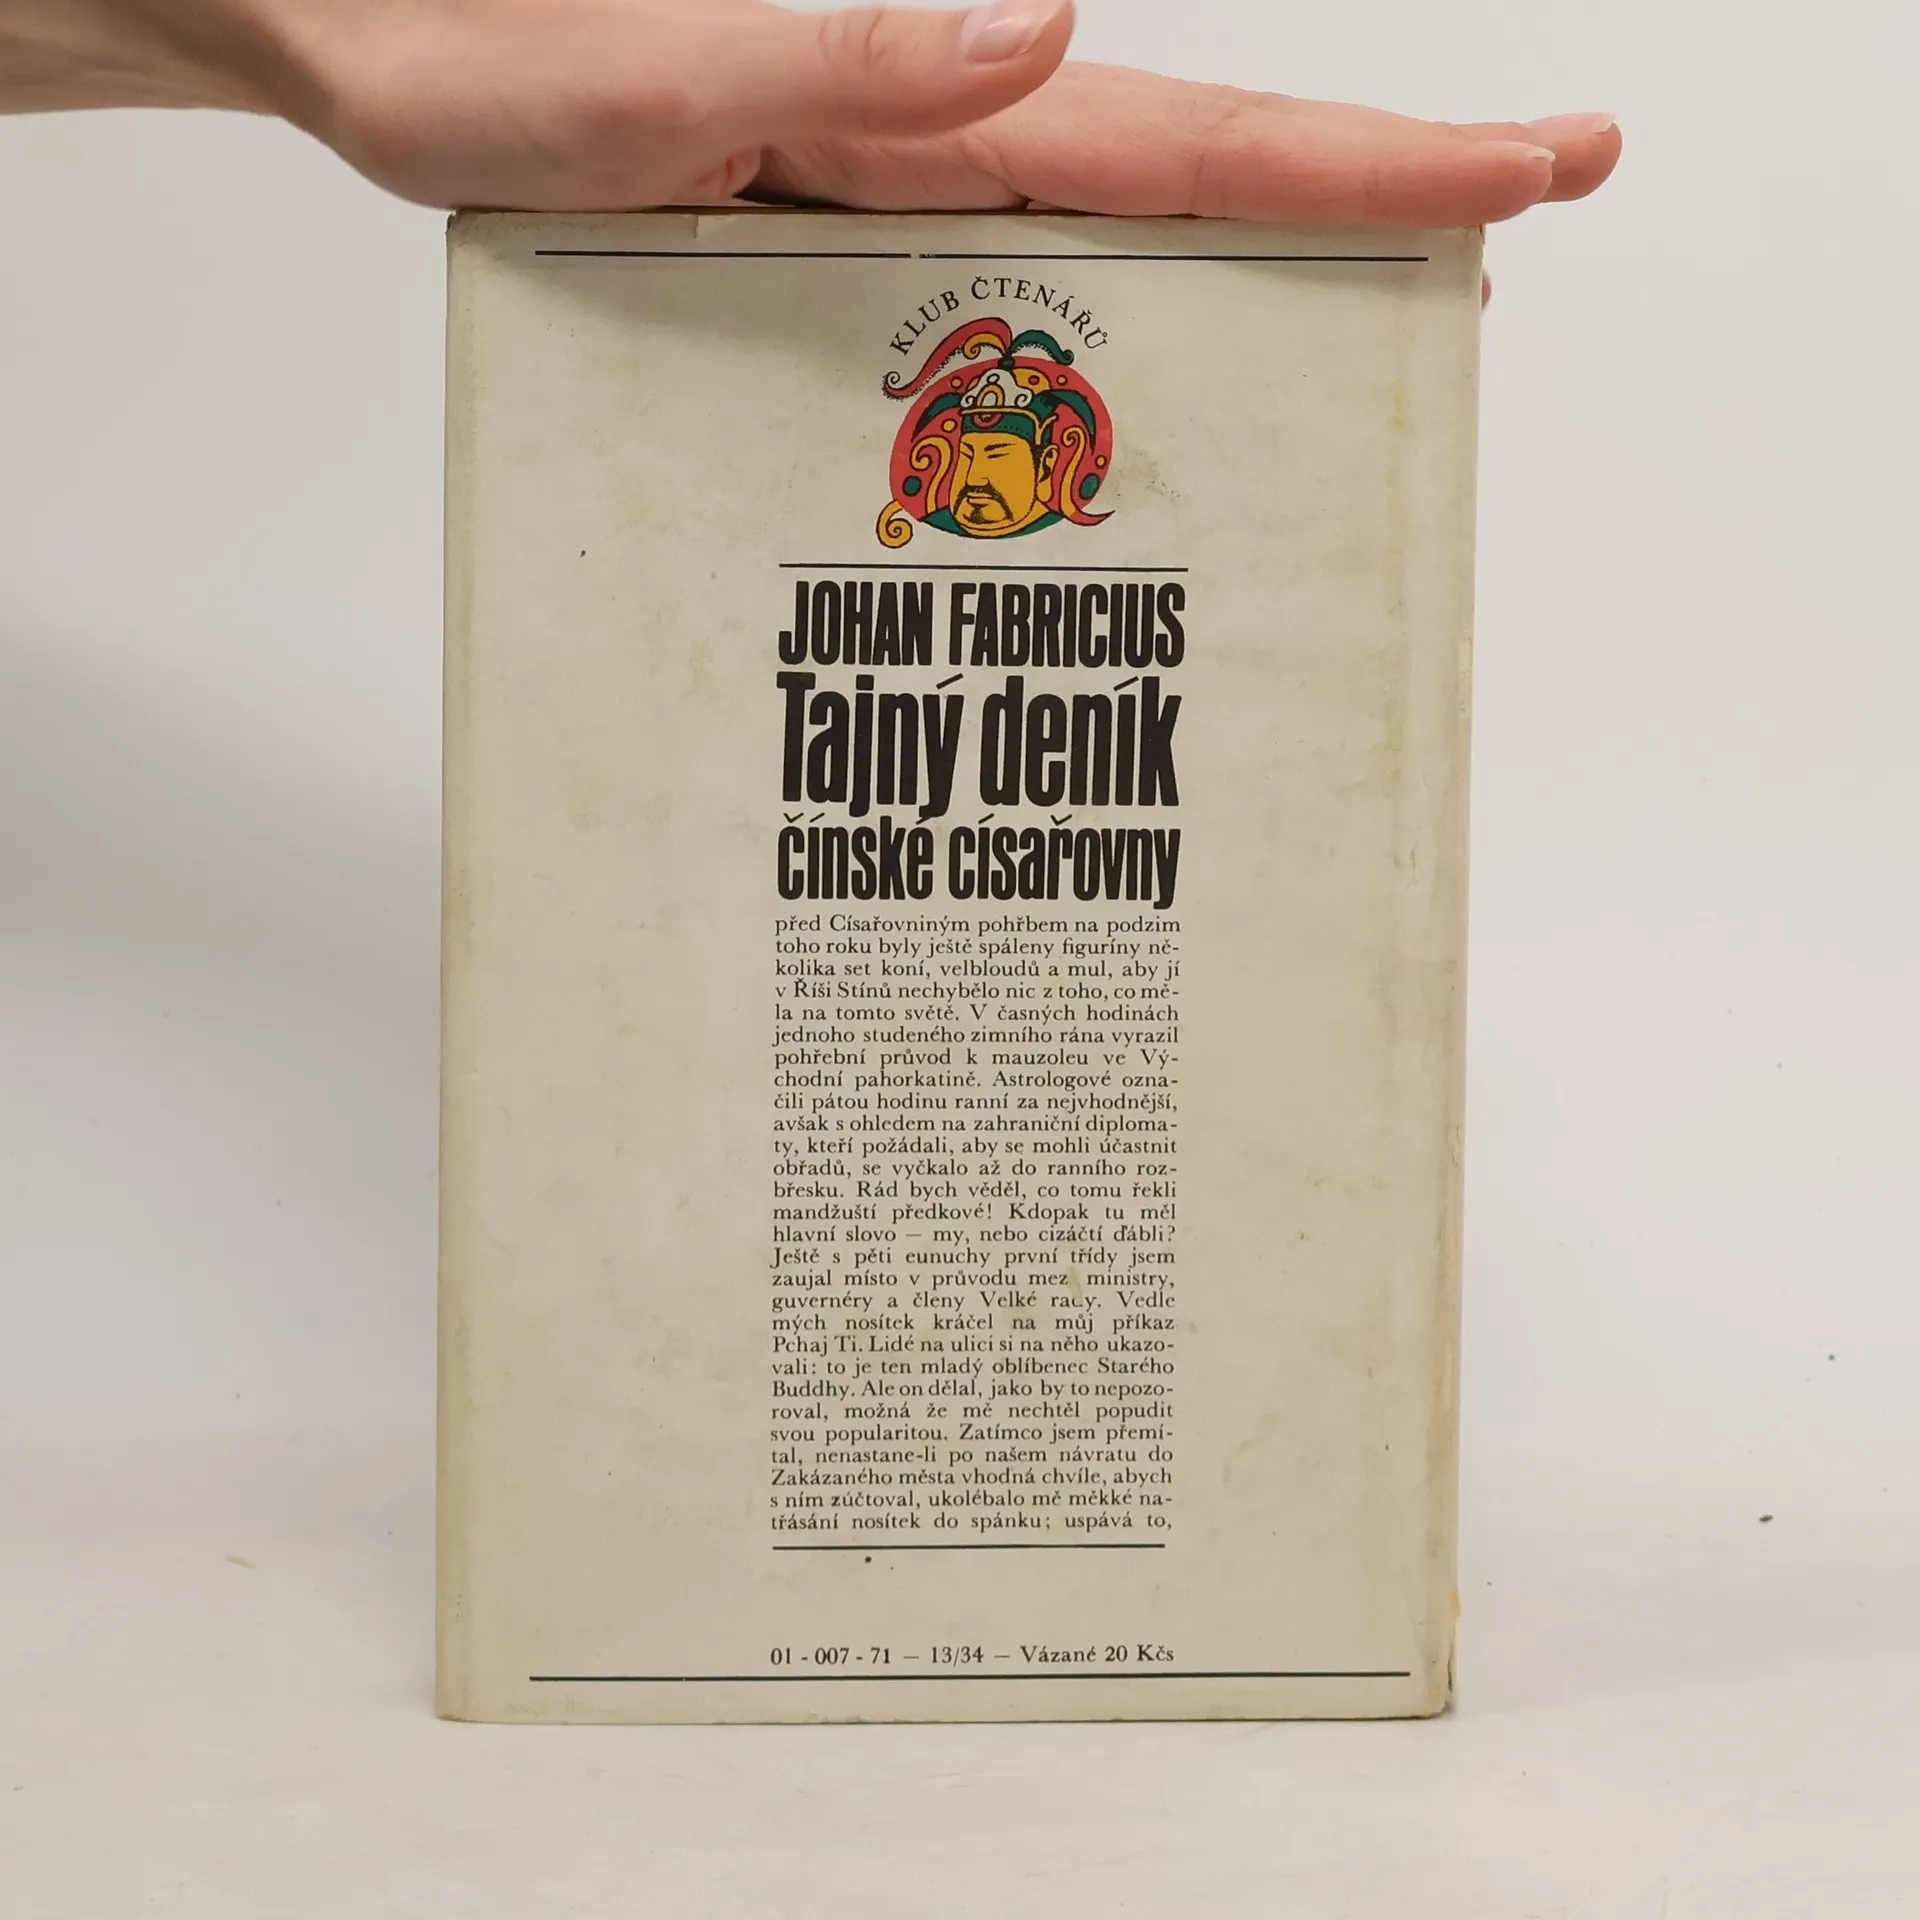 KLUB ČTENÁŘŮ
JOHAN FABRICIUS
Tajný deník
čínské císařovny
před Císařovniným pohřbem na podzim
toho roku byly ještě spáleny figuríny ně-
kolika set koní, velbloudů a mul, aby jí
v Říši Stínů nechybělo nic z toho, co mě-
la na tomto světě. V časných hodinách
jednoho studeného zimního rána vyrazil
pohřební průvod k mauzoleu ve Vý-
chodní pahorkatině. Astrologové ozna-
čili pátou hodinu ranní za nejvhodnější,
avšak s ohledem na zahraniční diploma-
ty, kteří požádali, aby se mohli účastnit
obřadů, se vyčkalo až do ranního roz-
břesku. Rád bych věděl, co tomu řekli
mandžuští předkové! Kdopak tu měl
hlavní slovo — my, nebo cizáčtí ďábli?
Ještě s pěti eunuchy první třídy jsem
zaujal místo v průvodu mez ministry,
guvernéry a členy Velké rady. Vedle
mých nosítek kráčel na můj příkaz
Pchaj Ti. Lidé na ulici si na něho ukazo-
vali: to je ten mladý oblíbenec Starého
Buddhy. Ale on dělal, jako by to nepozo-
roval, možná že mě nechtěl popudit
svou popularitou. Zatímco jsem přemí-
tal, nenastane-li po našem návratu do
Zakázaného města vhodná chvíle, abych
s ním zúčtoval, ukolébalo mě měkké na-
třásání nosítek do spánku; uspává to,
01 - 007 - 71 — 13/34 — Vázané 20 Kčs